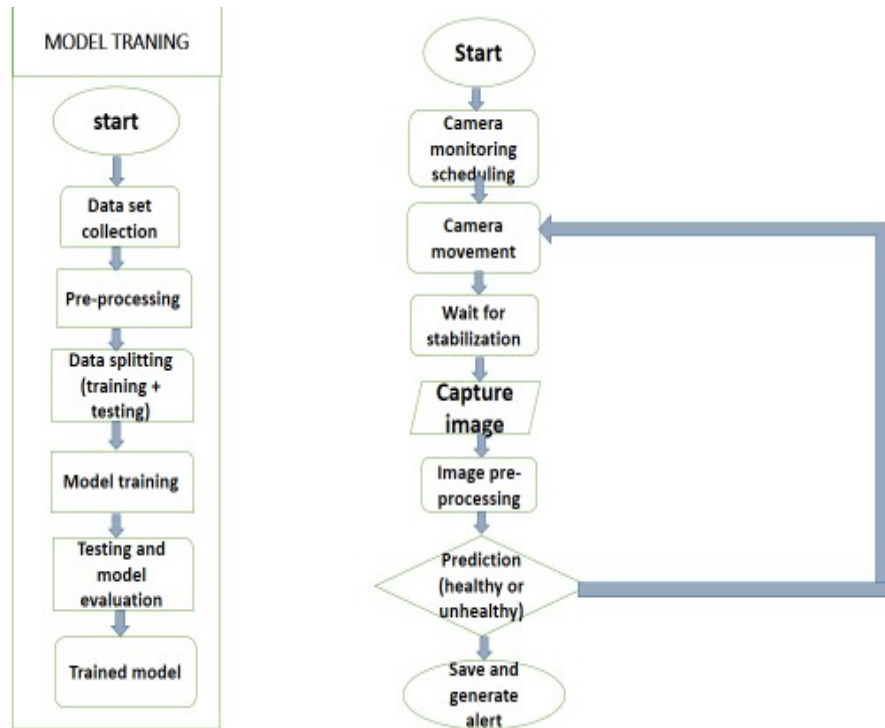 MODEL TRANING
start
Data set
collection
Pre-processing
Data splitting
(training +
testing)
Model training
Testing and
model
evaluation
Trained model
Start
Camera
monitoring
scheduling
Camera
movement
Wait for
stabilization
Capture
image
Image pre-
processing
Prediction
(healthy or
unhealthy)
Save and
generate
alert